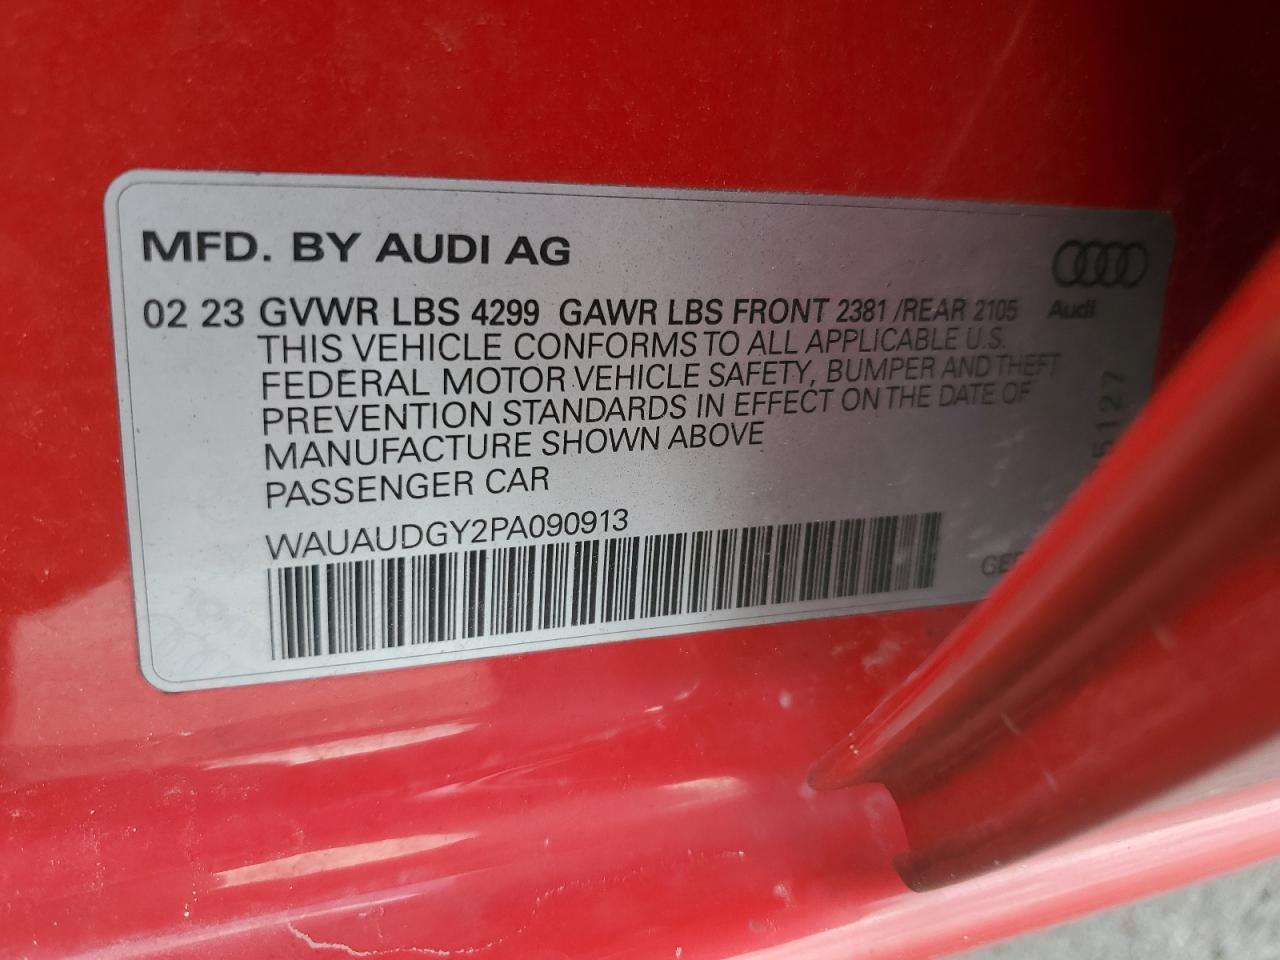 MFD. BY AUDI AG
02 23 GVWR LBS 4299 GAWR LBS FRONT 2381 /REAR 2105
Audi
THIS VEHICLE CONFORMS TO ALL APPLICABLE U.S.
FEDERAL MOTOR VEHICLE SAFETY, BUMPER AND THEFT
PREVENTION STANDARDS IN EFFECT ON THE DATE OF
MANUFACTURE SHOWN ABOVE
PASSENGER CAR
WAUAUDGY2PA090913
5127